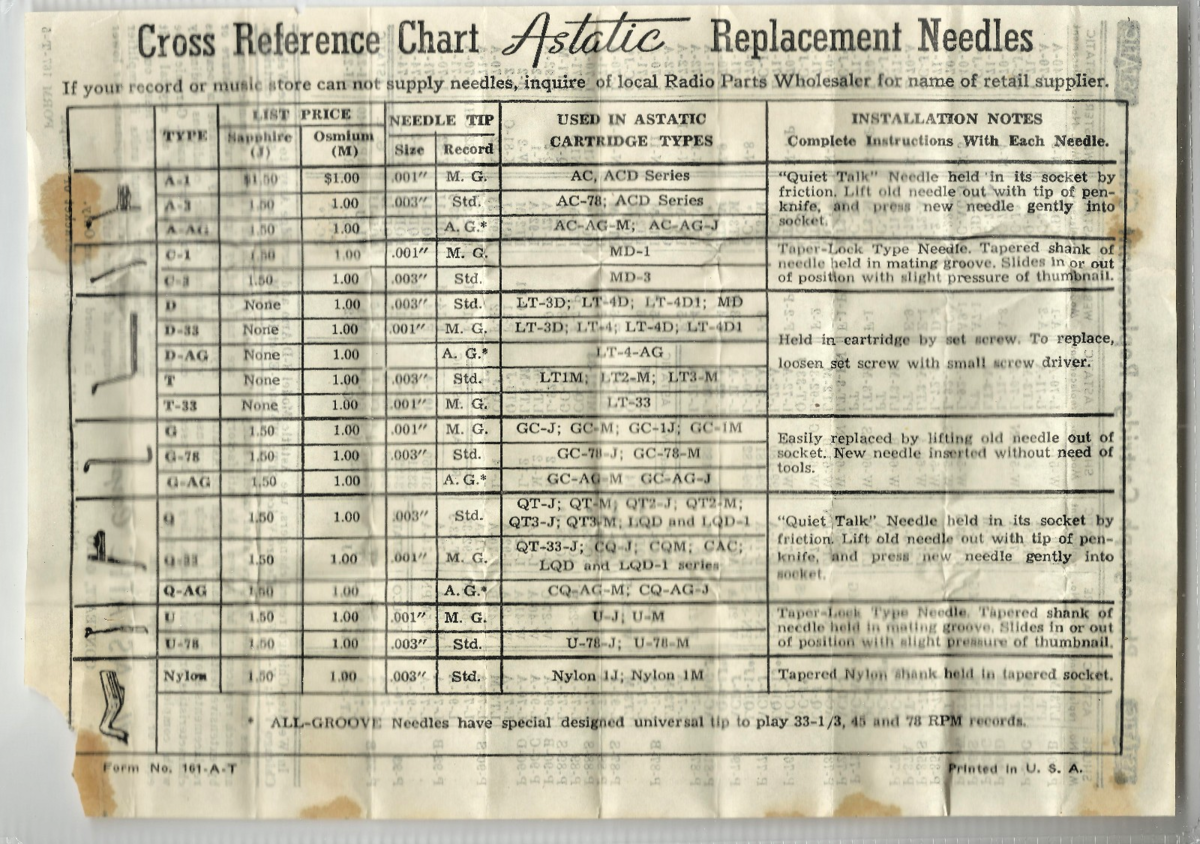 Cross Reference Chart Astatic Replacement Needles
If your record or music store can not supply needles, inquire of local Radio Parts Wholesaler for name of retail supplier.
TYPE LIST PRICE NEEDLE TIP USED IN ASTATIC CARTRIDGE TYPES INSTALLATION NOTES
Sapphire (J) Osmium (M) Size Record Complete Instructions With Each Needle.
A-1 $1.50 $1.00 .001" M. G. AC, ACD Series
A-3 1.50 1.00 .003" Std. AC-78; ACD Series
A-AG 1.50 1.00 A. G.* AC-AG-M; AC-AG-J
"Quiet Talk" Needle held in its socket by
friction. Lift old needle out with tip of pen-
knife, and press new needle gently into
socket.
C-1 1.50 1.00 .001" M. G. MD-1
C-3 1.50 1.00 .003" Std. MD-3
Taper-Lock Type Needle. Tapered shank of
needle held in mating groove. Slides in or out
of position with slight pressure of thumbnail.
D None 1.00 .003" Std. LT-3D; LT-4D; LT-4D1; MD
D-33 None 1.00 .001" M. G. LT-3D; LT-4; LT-4D; LT-4D1
D-AG None 1.00 A. G.* LT-4-AG
T None 1.00 .003" Std. LT1M; LT2-M; LT3-M
T-33 None 1.00 .001" M. G. LT-33
Held in cartridge by set screw. To replace,
loosen set screw with small screw driver.
G 1.50 1.00 .001" M. G. GC-J; GC-M; GC-1J; GC-1M
G-78 1.50 1.00 .003" Std. GC-78-J; GC-78-M
G-AG 1.50 1.00 A. G.* GC-AG-M GC-AG-J
Easily replaced by lifting old needle out of
socket. New needle inserted without need of
tools.
Q 1.50 1.00 .003" Std. QT-J; QT-M; QT2-J; QT2-M;
QT3-J; QT3-M; LQD and LQD-1
Q-33 1.50 1.00 .001" M. G. QT-33-J; CQ-J; CQM; CAC;
LQD and LQD-1 series
Q-AG 1.50 1.00 A. G.* CQ-AG-M; CQ-AG-J
"Quiet Talk" Needle held in its socket by
friction. Lift old needle out with tip of pen-
knife, and press new needle gently into
socket.
U 1.50 1.00 .001" M. G. U-J; U-M
U-78 1.50 1.00 .003" Std. U-78-J; U-78-M
Taper-Lock Type Needle. Tapered shank of
needle held in mating groove. Slides in or out
of position with slight pressure of thumbnail.
Nylon 1.50 1.00 .003" Std. Nylon 1J; Nylon 1M Tapered Nylon shank held in tapered socket.
* ALL-GROOVE Needles have special designed universal tip to play 33-1/3, 45 and 78 RPM records.
Form No. 161-A-T
Printed in U. S. A.